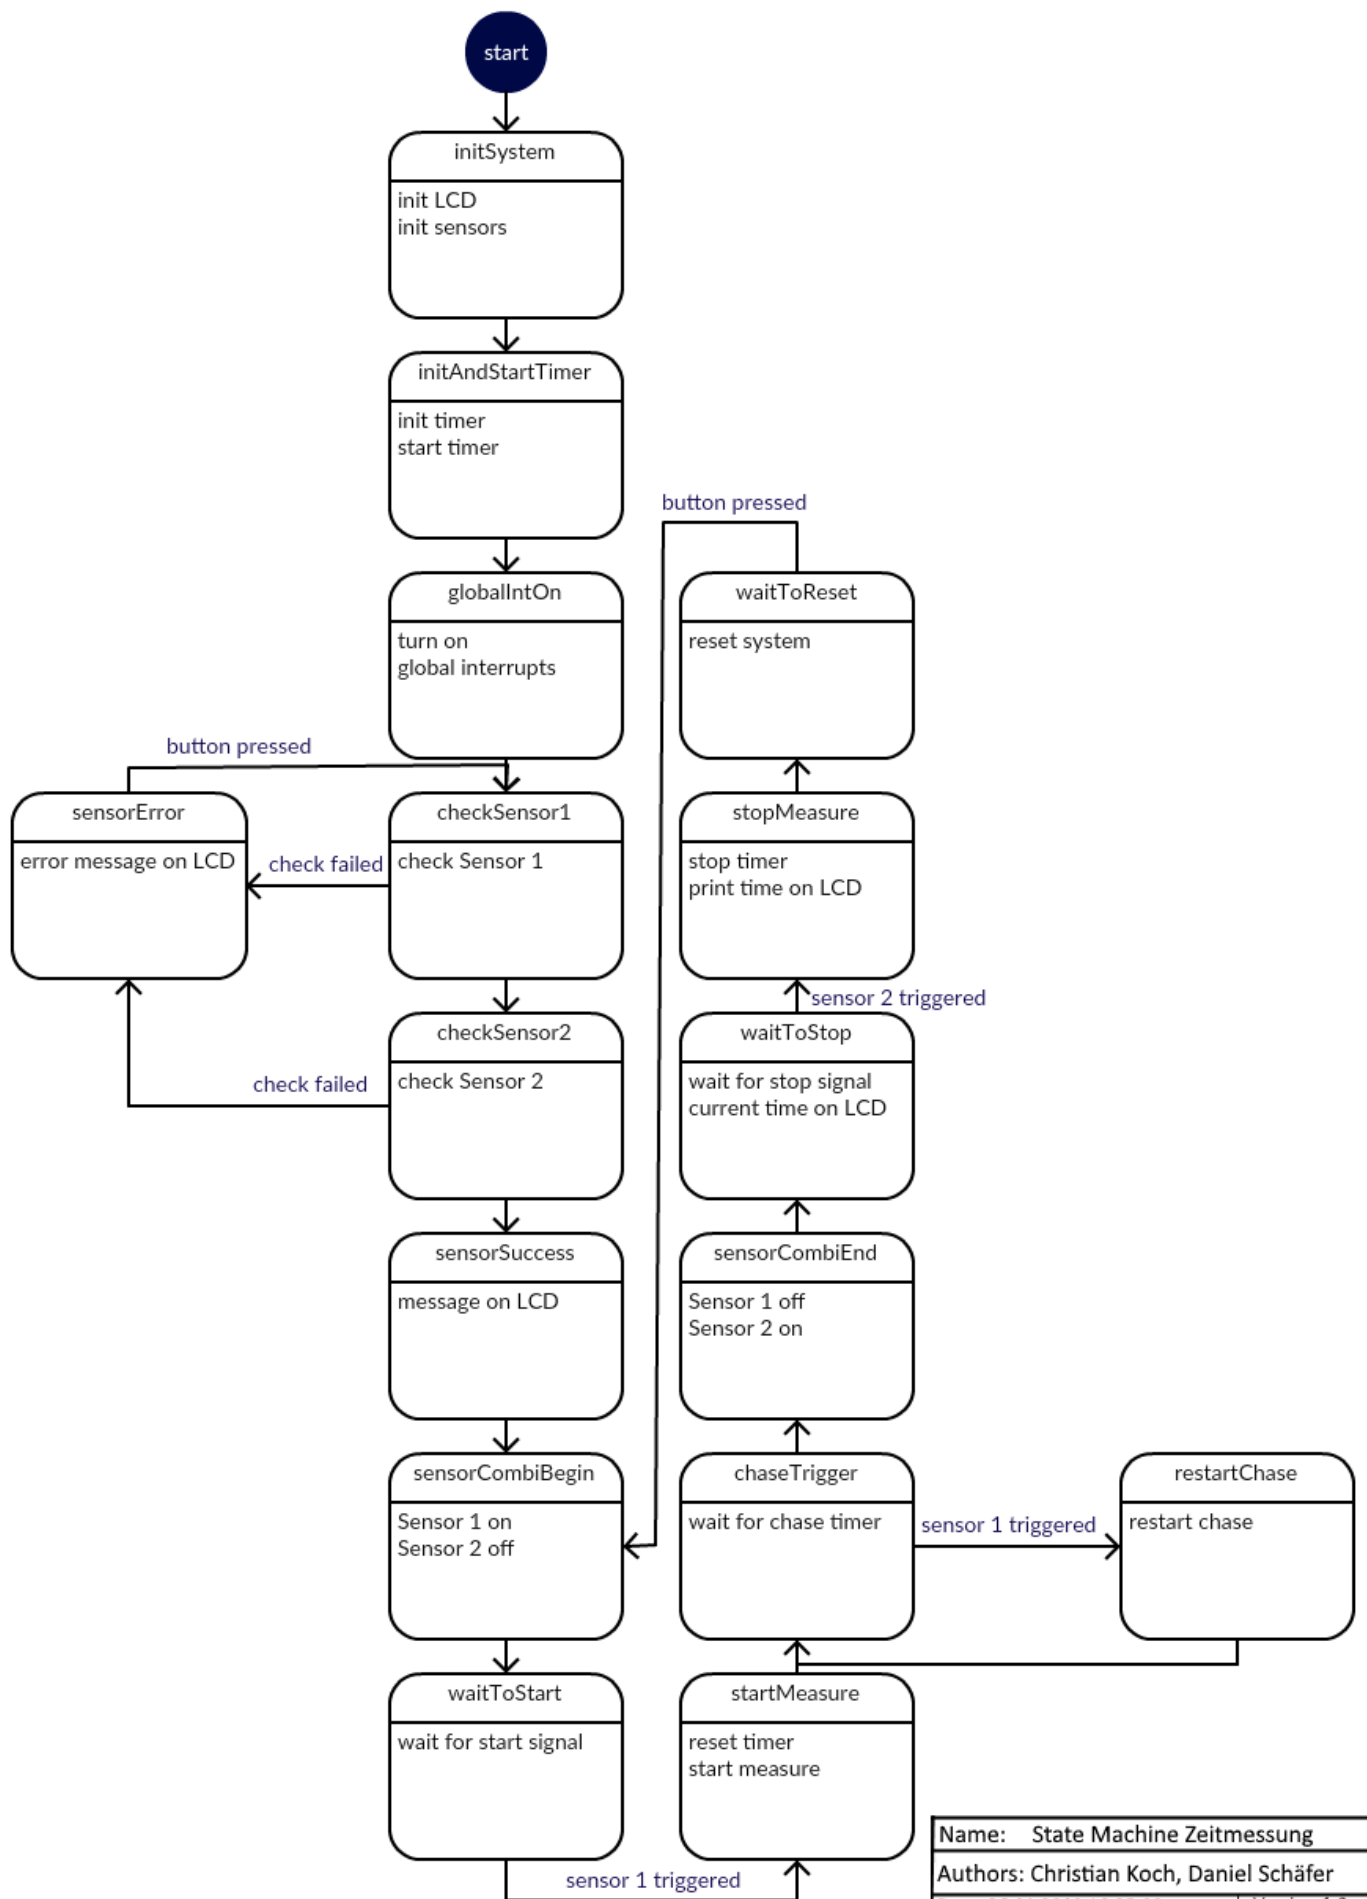 start
initSystem
init LCD
init sensors
initAndStartTimer
init timer
start timer
button pressed
globalIntOn
turn on
global interrupts
waitToReset
reset system
button pressed
sensorError
error message on LCD
check failed
checkSensor1
check Sensor 1
stopMeasure
stop timer
print time on LCD
sensor 2 triggered
checkSensor2
check Sensor 2
check failed
waitToStop
wait for stop signal
current time on LCD
sensorSuccess
message on LCD
sensorCombiEnd
Sensor 1 off
Sensor 2 on
sensorCombiBegin
Sensor 1 on
Sensor 2 off
chaseTrigger
wait for chase timer
sensor 1 triggered
restartChase
restart chase
waitToStart
wait for start signal
startMeasure
reset timer
start measure
sensor 1 triggered
Name: State Machine Zeitmessung
Authors: Christian Koch, Daniel Schäfer